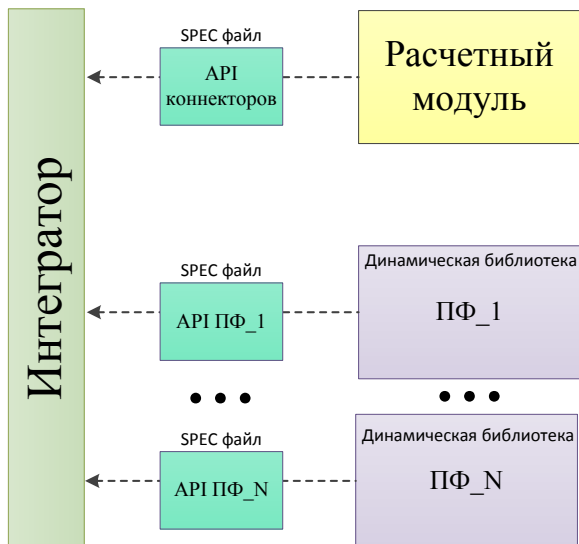 Интегратор
SPEC файл
API
коннекторов
Расчетный
модуль
SPEC файл
API ПФ_1
Динамическая библиотека
ПФ_1
SPEC файл
API ПФ_N
Динамическая библиотека
ПФ_N